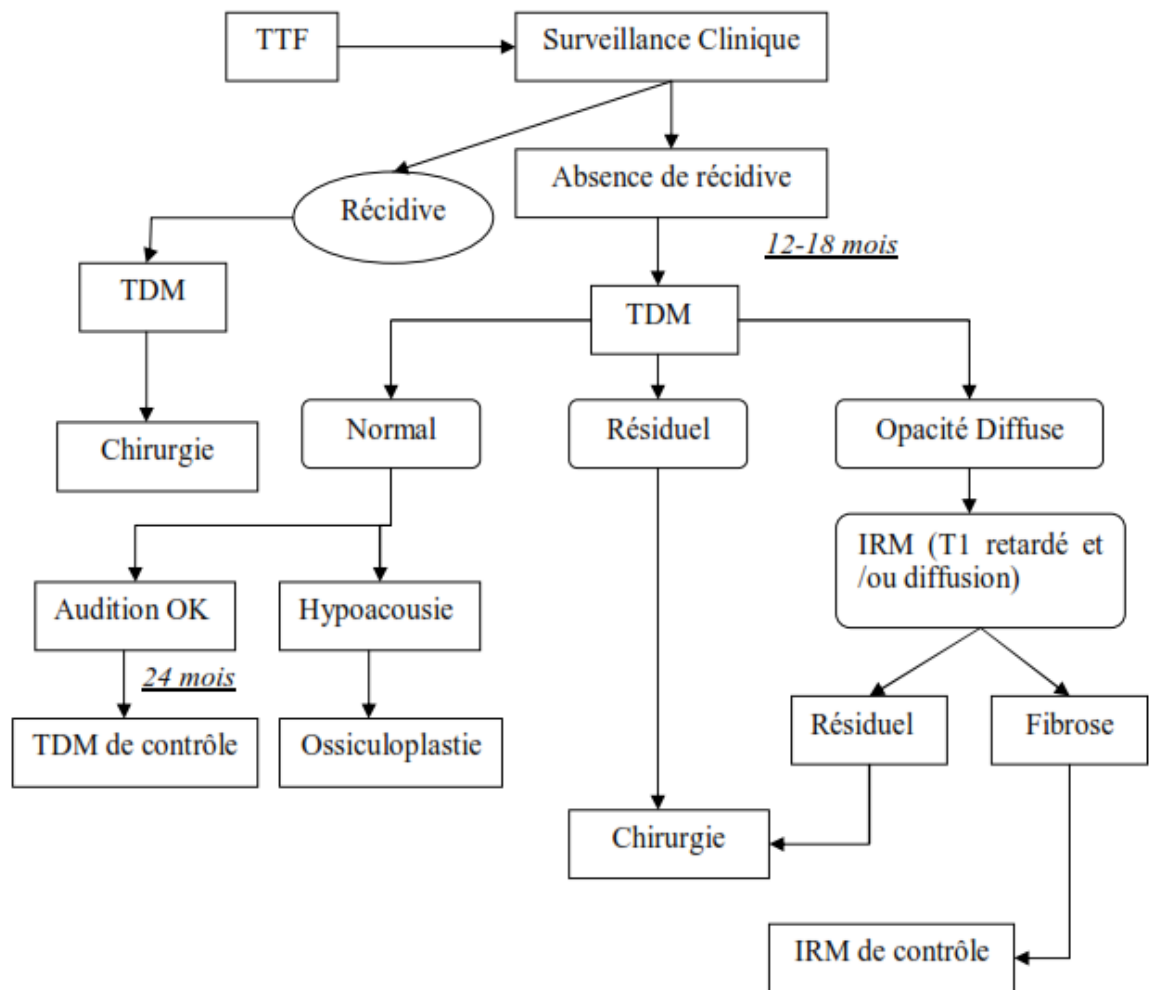 TTF
Surveillance Clinique
Récidive
Absence de récidive
12-18 mois
TDM
TDM
Chirurgie
Normal
Résiduel
Opacité Diffuse
IRM (T1 retardé et
/ou diffusion)
Audition OK
Hypoacousie
24 mois
TDM de contrôle
Ossiculoplastie
Résiduel
Fibrose
Chirurgie
IRM de contrôle